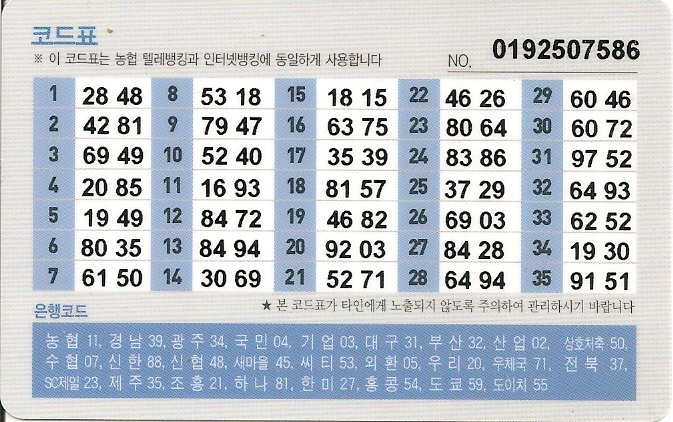 코드표
※ 이 코드표는 농협 텔레뱅킹과 인터넷뱅킹에 동일하게 사용합니다
NO. 0192507586
1 28 48 8 53 18 15 18 15 22 46 26 29 60 46
2 42 81 9 79 47 16 63 75 23 80 64 30 60 72
3 69 49 10 52 40 17 35 39 24 83 86 31 97 52
4 20 85 11 16 93 18 81 57 25 37 29 32 64 93
5 19 49 12 84 72 19 46 82 26 69 03 33 62 52
6 80 35 13 84 94 20 92 03 27 84 28 34 19 30
7 61 50 14 30 69 21 52 71 28 64 94 35 91 51
★ 본 코드표가 타인에게 노출되지 않도록 주의하여 관리하시기 바랍니다
은행코드
농 협 11, 경 남 39, 광 주 34, 국 민 04, 기 업 03, 대 구 31, 부 산 32, 산 업 02, 상호저축 50,
수 협 07, 신 한 88, 신 협 48, 새마을 45, 씨 티 53, 외 환 05, 우 리 20, 우체국 71, 전 북 37,
SC제일 23, 제 주 35, 조 흥 21, 하 나 81, 한 미 27, 홍 콩 54, 도 쿄 59, 도이치 55